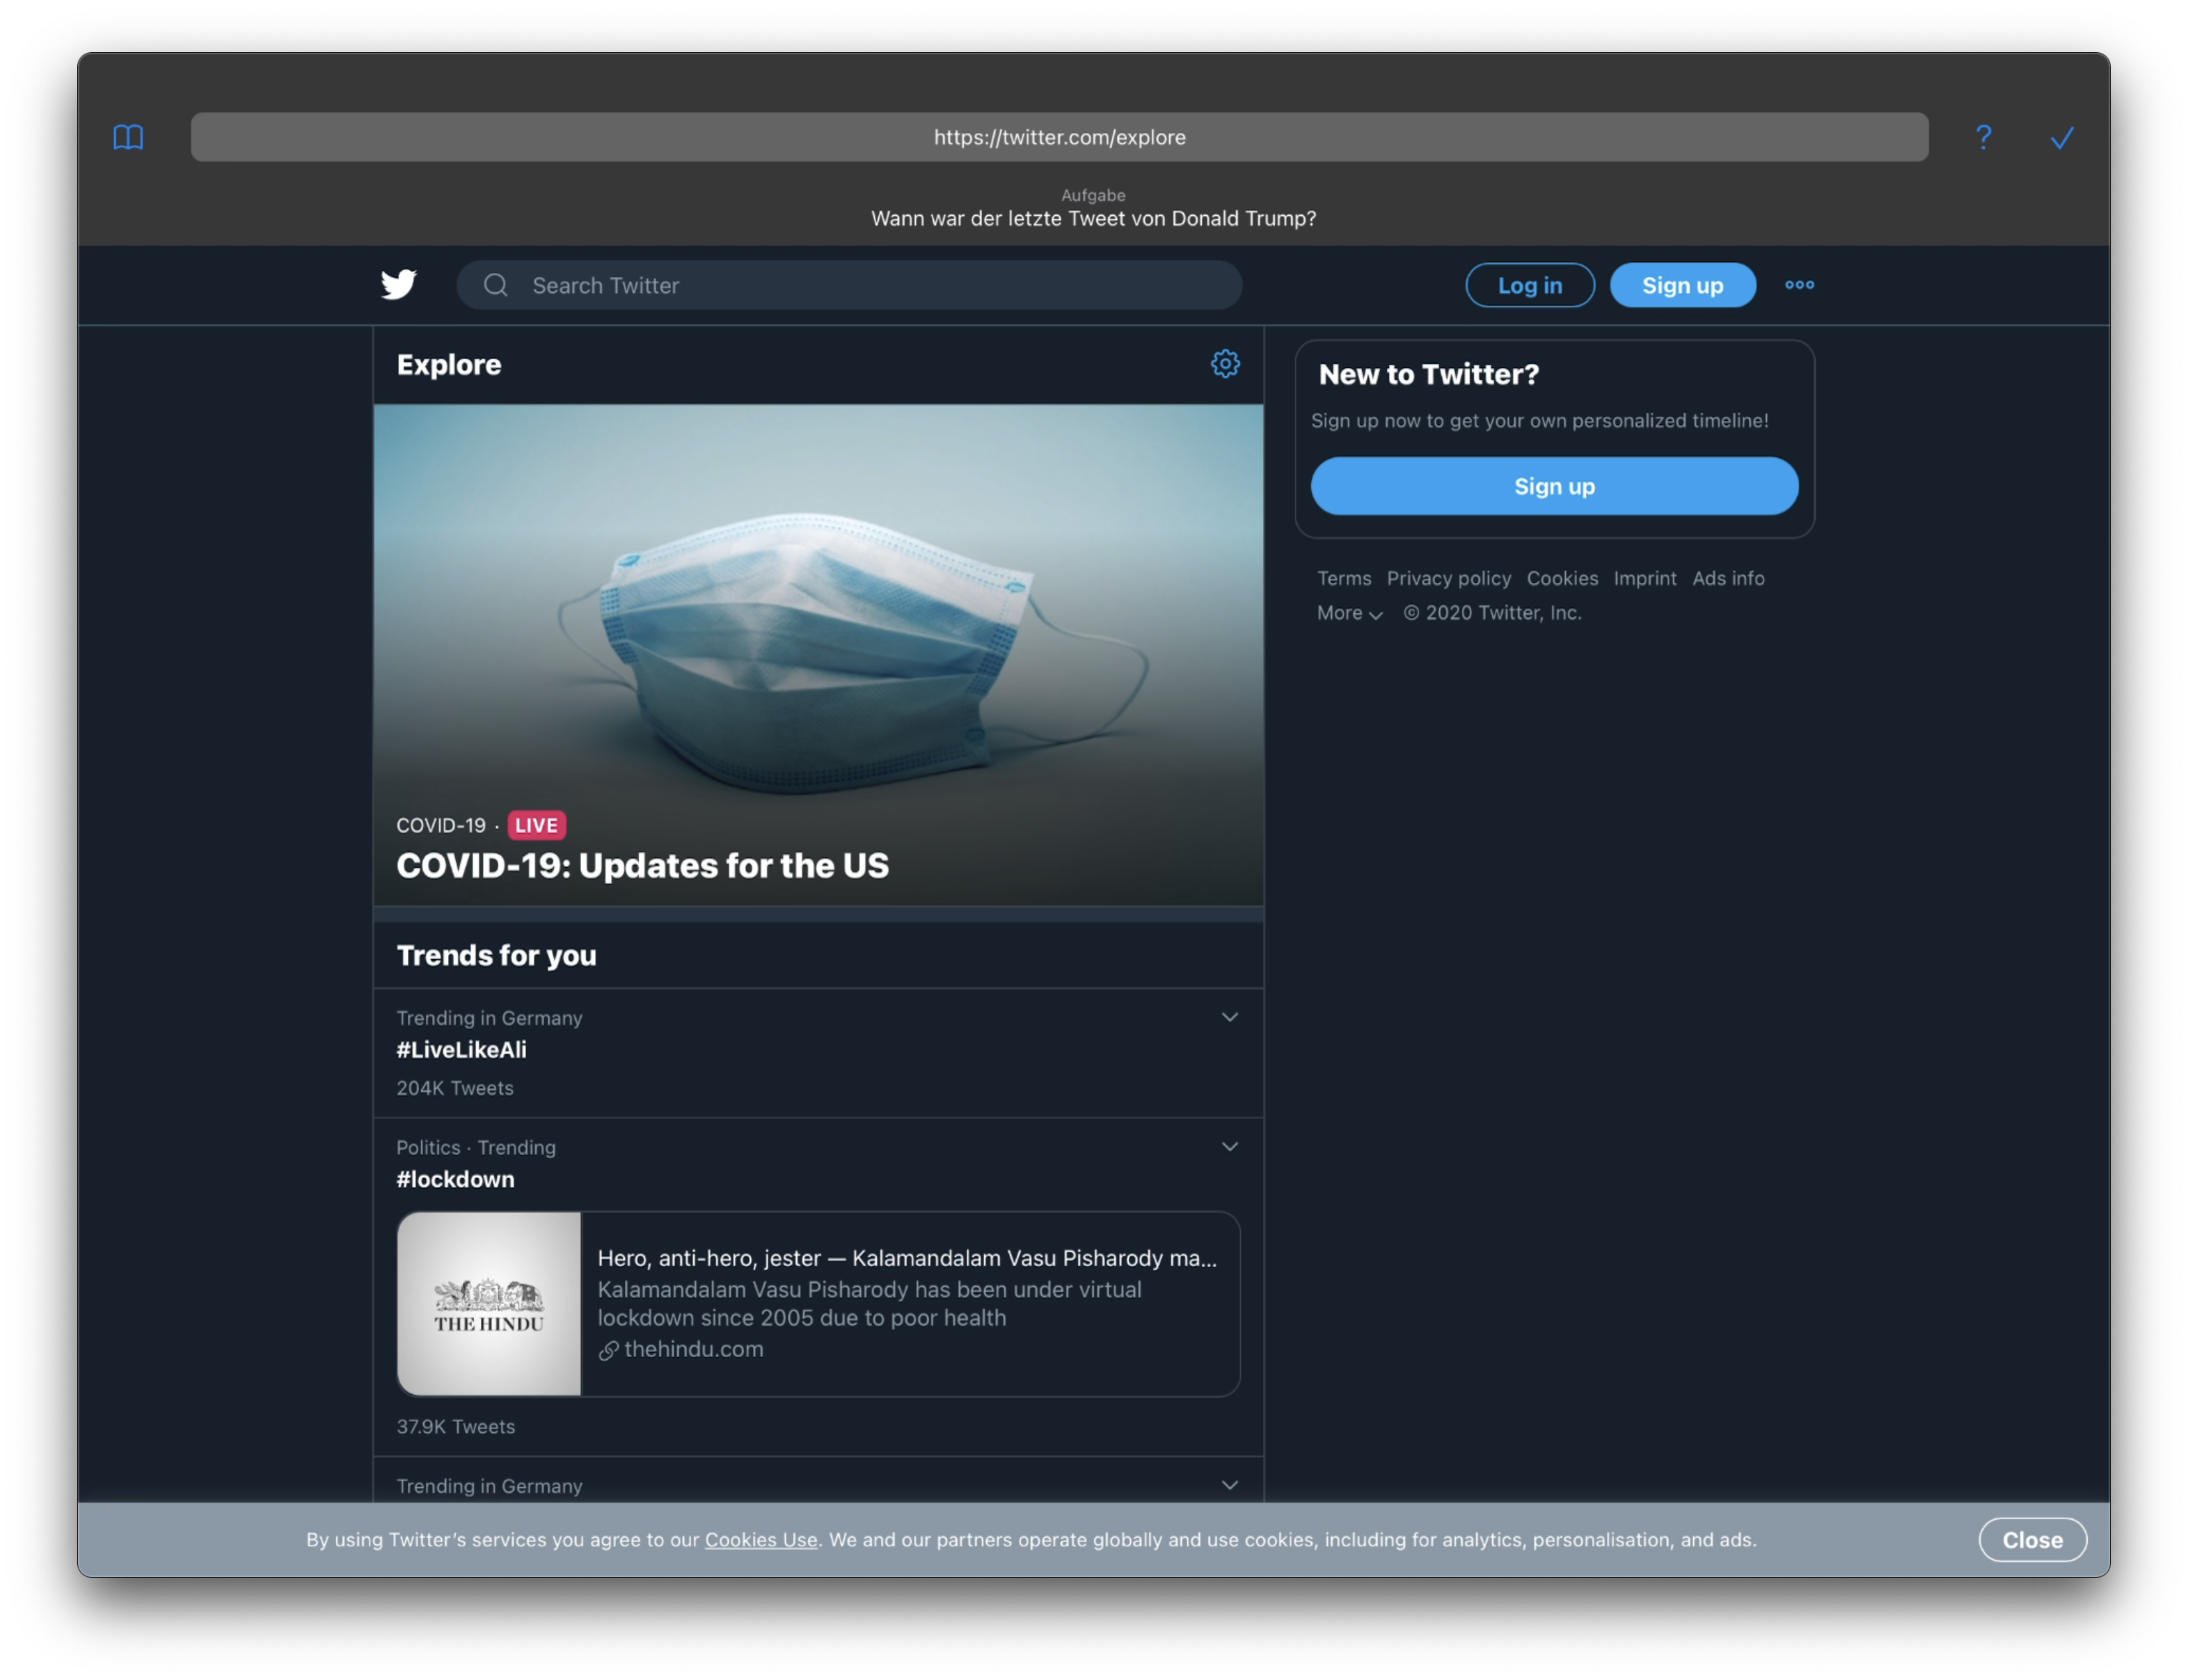 https://twitter.com/explore
?
Aufgabe
Wann war der letzte Tweet von Donald Trump?
Search Twitter
Log in
Sign up
Explore
COVID-19 · LIVE
COVID-19: Updates for the US
Trends for you
Trending in Germany
#LiveLikeAli
204K Tweets
Politics · Trending
#lockdown
THE HINDU
Hero, anti-hero, jester — Kalamandalam Vasu Pisharody ma...
Kalamandalam Vasu Pisharody has been under virtual
lockdown since 2005 due to poor health
thehindu.com
37.9K Tweets
Trending in Germany
New to Twitter?
Sign up now to get your own personalized timeline!
Sign up
Terms Privacy policy Cookies Imprint Ads info
More © 2020 Twitter, Inc.
By using Twitter's services you agree to our Cookies Use. We and our partners operate globally and use cookies, including for analytics, personalisation, and ads.
Close